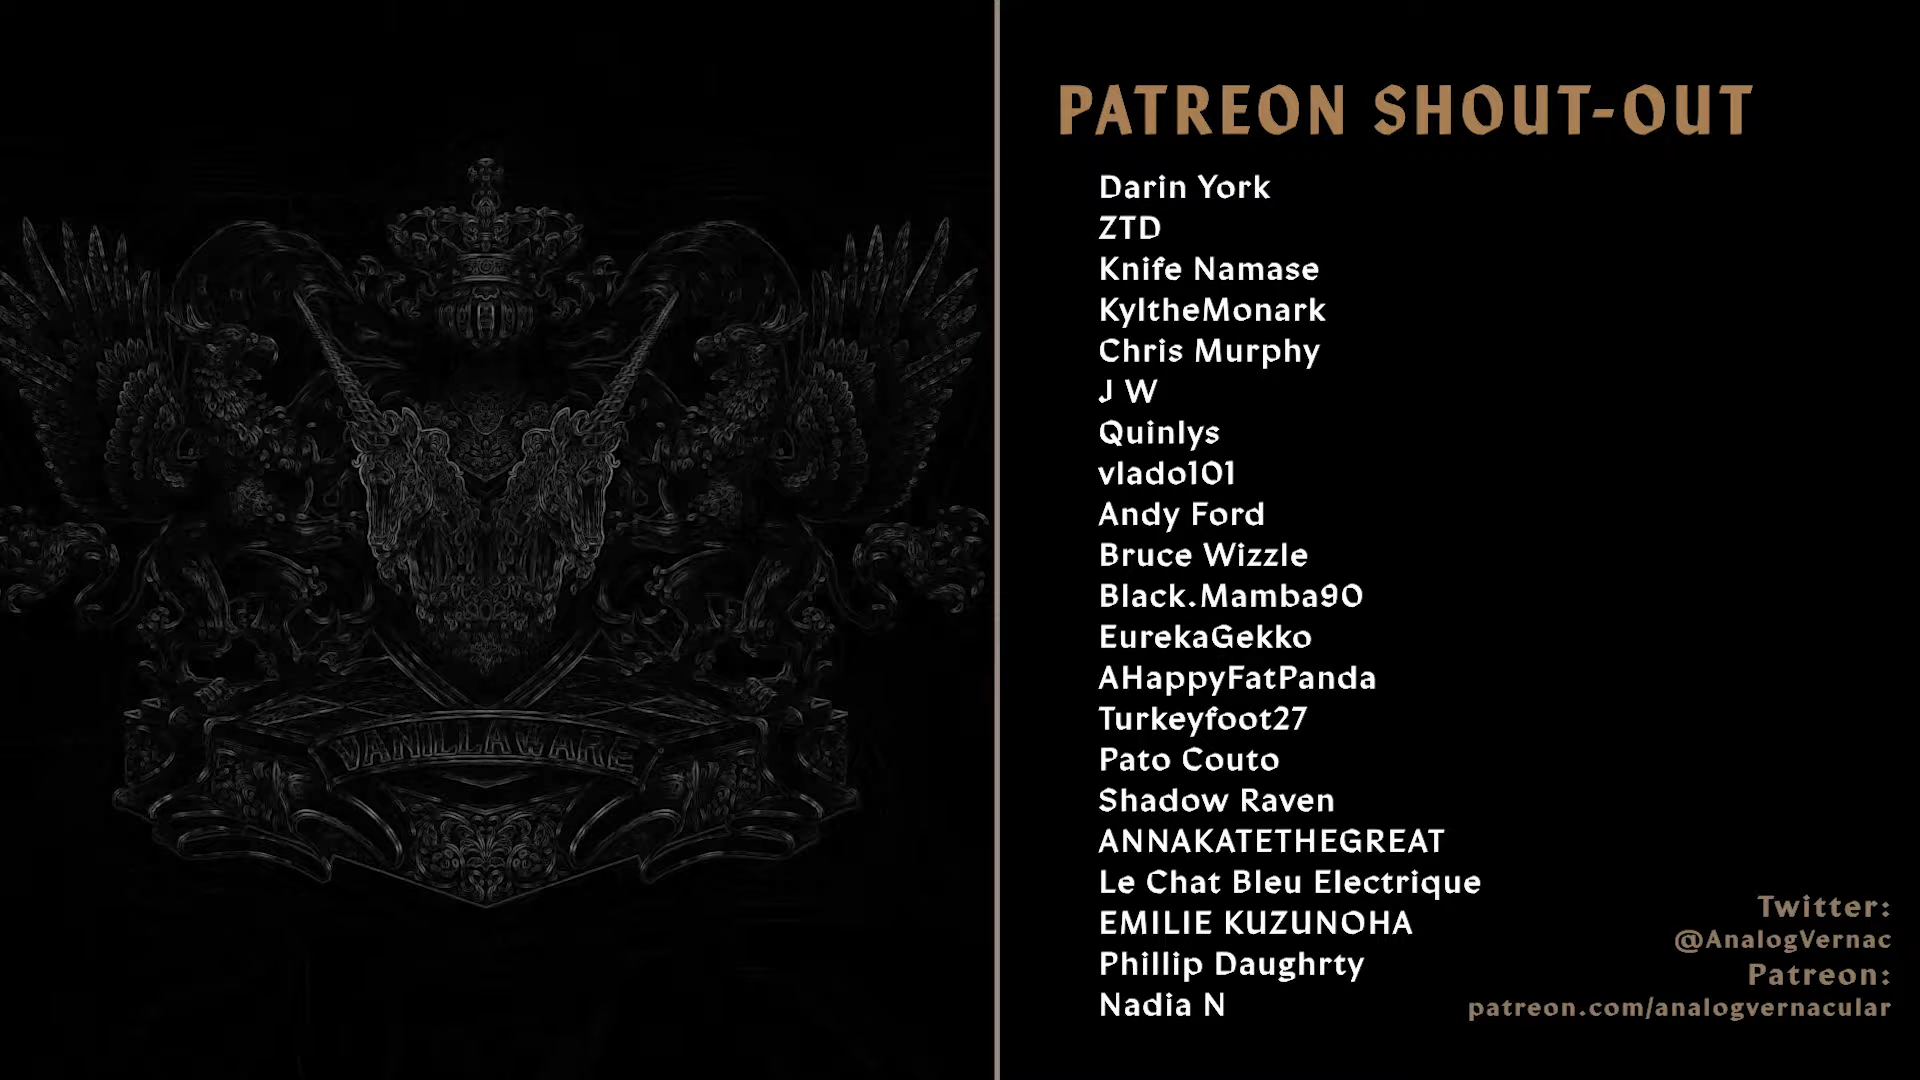 VANILLAWARE
PATREON SHOUT-OUT
Darin York
ZTD
Knife Namase
KyltheMonark
Chris Murphy
J W
Quinlys
vlado101
Andy Ford
Bruce Wizzle
Black.Mamba90
EurekaGekko
AHappyFatPanda
Turkeyfoot27
Pato Couto
Shadow Raven
ANNAKATETHEGREAT
Le Chat Bleu Electrique
EMILIE KUZUNOHA
Phillip Daughrty
Nadia N
Twitter:
@AnalogVernac
Patreon:
patreon.com/analogvernacular